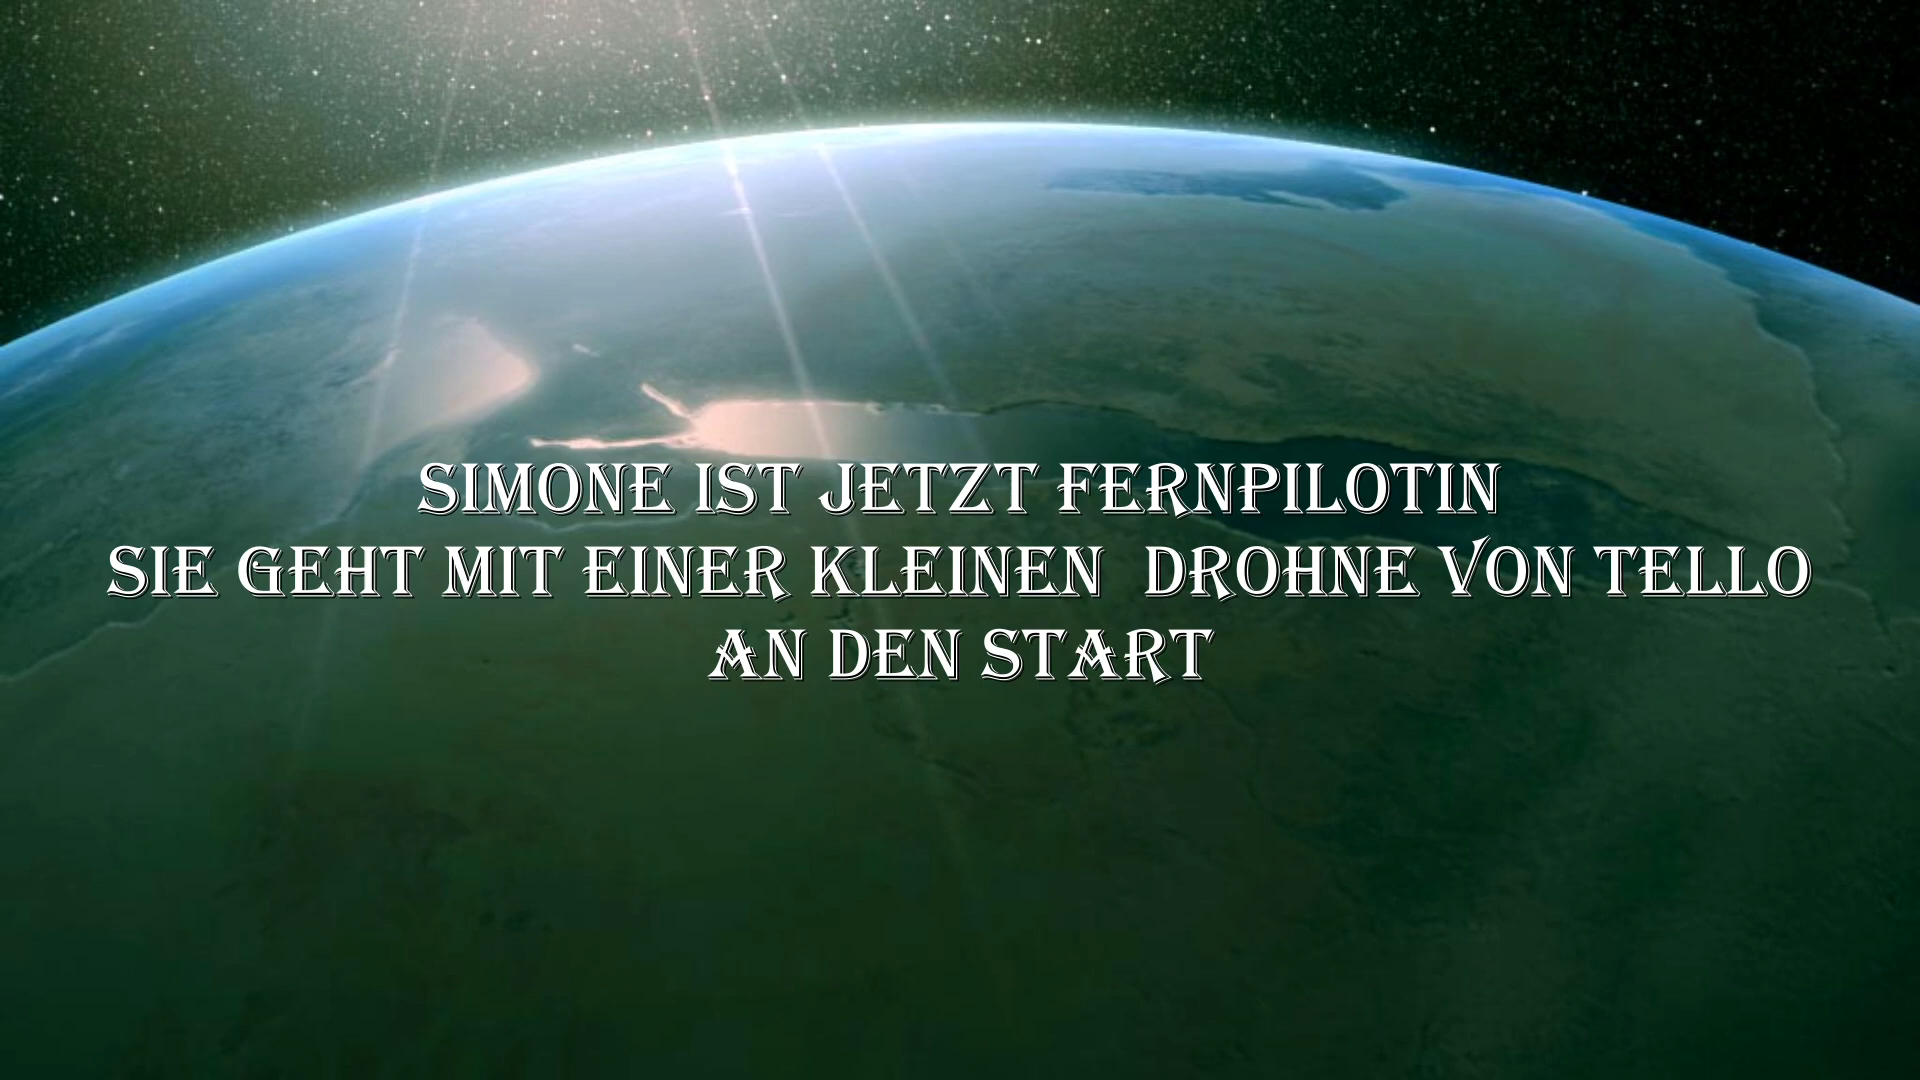 SIMONE IST JETZT FERNPILOTIN
SIE GEHT MIT EINER KLEINEN  DROHNE VON TELLO
AN DEN START